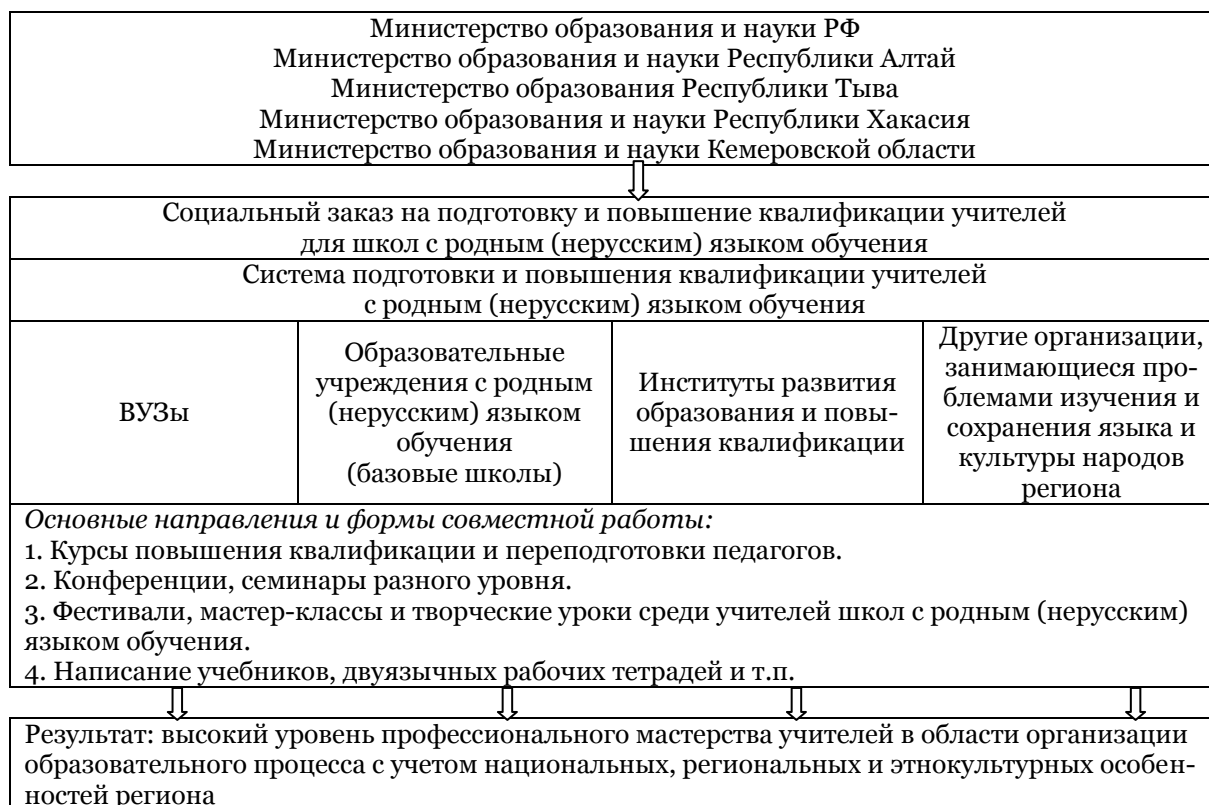 Министерство образования и науки РФ
Министерство образования и науки Республики Алтай
Министерство образования Республики Тыва
Министерство образования и науки Республики Хакасия
Министерство образования и науки Кемеровской области
Социальный заказ на подготовку и повышение квалификации учителей
для школ с родным (нерусским) языком обучения
Система подготовки и повышения квалификации учителей
с родным (нерусским) языком обучения
ВУЗы
Образовательные
учреждения с родным
(нерусским) языком
обучения
(базовые школы)
Институты развития
образования и повы-
шения квалификации
Другие организации,
занимающиеся про-
блемами изучения и
сохранения языка и
культуры народов
региона
Основные направления и формы совместной работы:
1. Курсы повышения квалификации и переподготовки педагогов.
2. Конференции, семинары разного уровня.
3. Фестивали, мастер-классы и творческие уроки среди учителей школ с родным (нерусским)
языком обучения.
4. Написание учебников, двуязычных рабочих тетрадей и т.п.
Результат: высокий уровень профессионального мастерства учителей в области организации
образовательного процесса с учетом национальных, региональных и этнокультурных особен-
ностей региона